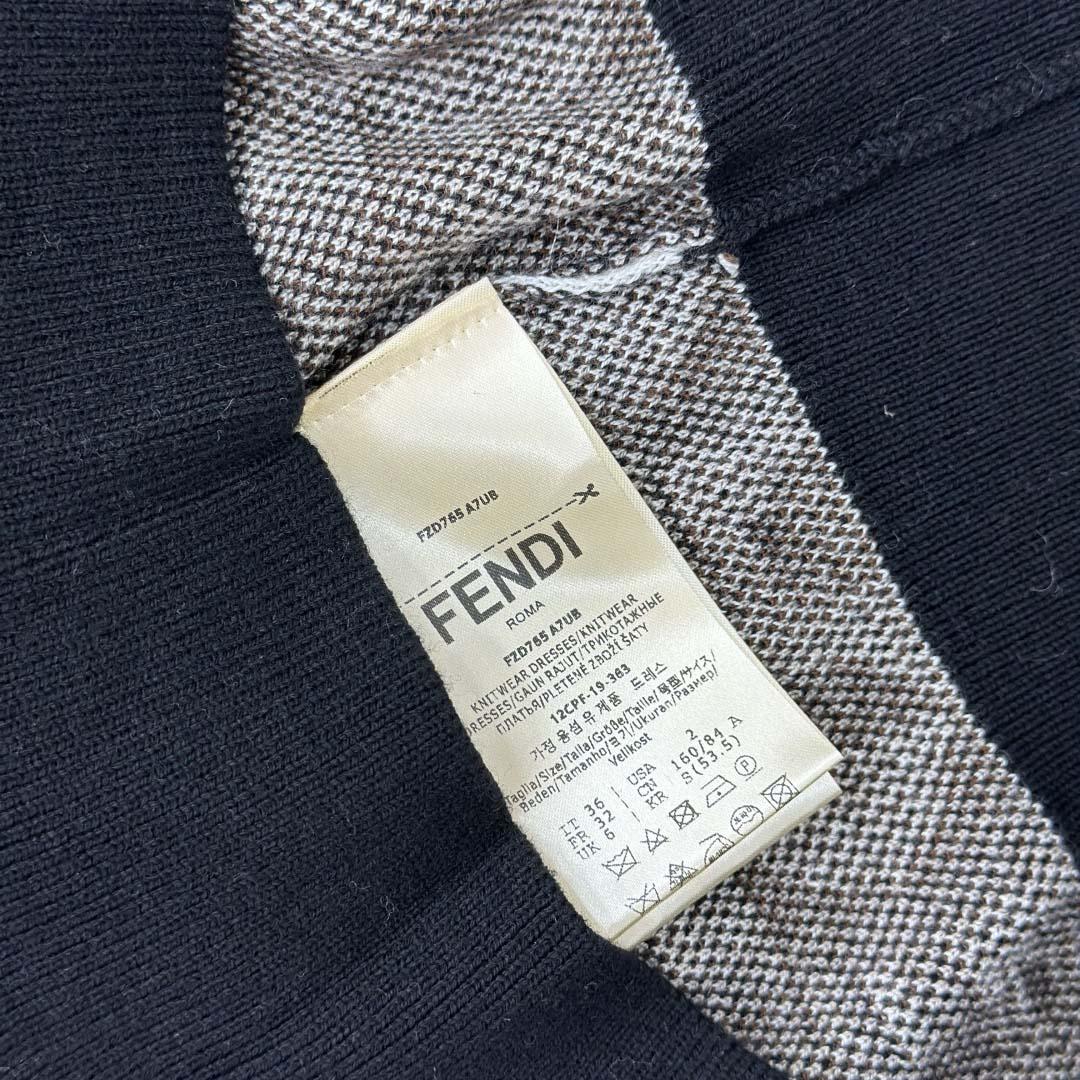 FZD765 A7UB
FENDI
ROMA
FZD765 A7UB
KNITWEAR DRESSES/KNITWEAR
DRESSES/GAUN RAJUT/ТРИКОТАЖНЫЕ
ПЛАТЬЯ/PLETENÉ ZBOŽÍ ŠATY
12CPF-19-363
가정 용섬 유 제품 드레스
Taglia/Size/Talla/Größe/Taille/号型/サイズ/
Beden/Tamanho/크기/Ukuran/Размер/
Velikost
IT 36 USA 2
FR 32 CN 160/84 A
UK 6 KR S(53.5)